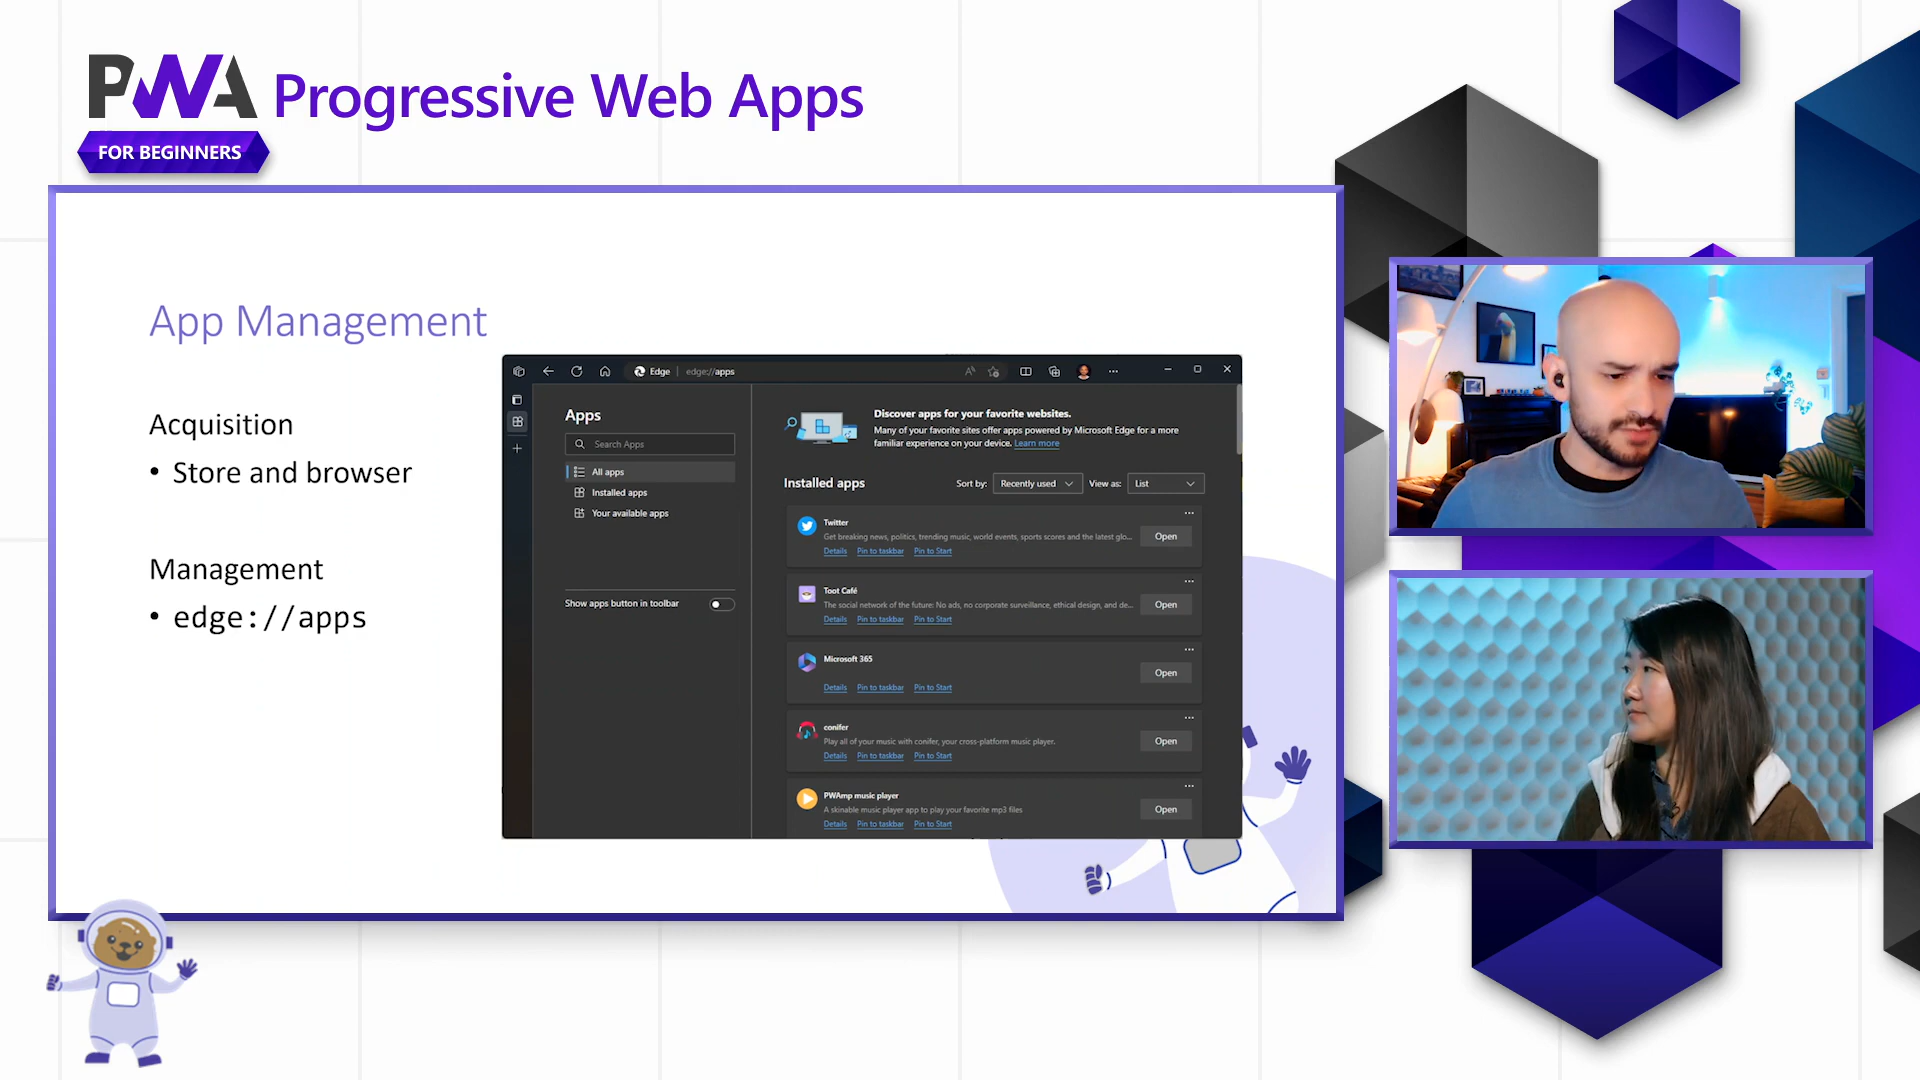 PWA Progressive Web Apps
FOR BEGINNERS
App Management
Acquisition
• Store and browser
Management
• edge://apps
Edge | edge://apps
Apps
Search Apps
All apps
Installed apps
Your available apps
Show apps button in toolbar
Discover apps for your favorite websites.
Many of your favorite sites offer apps powered by Microsoft Edge for a more
familiar experience on your device. Learn more
Installed apps
Sort by: Recently used View as: List
Twitter
Get breaking news, politics, trending music, world events, sports scores and the latest glo...
Details Pin to taskbar Pin to Start
Open
Toot Café
The social network of the future: No ads, no corporate surveillance, ethical design, and de...
Details Pin to taskbar Pin to Start
Open
Microsoft 365
Details Pin to taskbar Pin to Start
Open
conifer
Play all of your music with conifer, your cross-platform music player.
Details Pin to taskbar Pin to Start
Open
PWAmp music player
A skinable music player app to play your favorite mp3 files
Details Pin to taskbar Pin to Start
Open